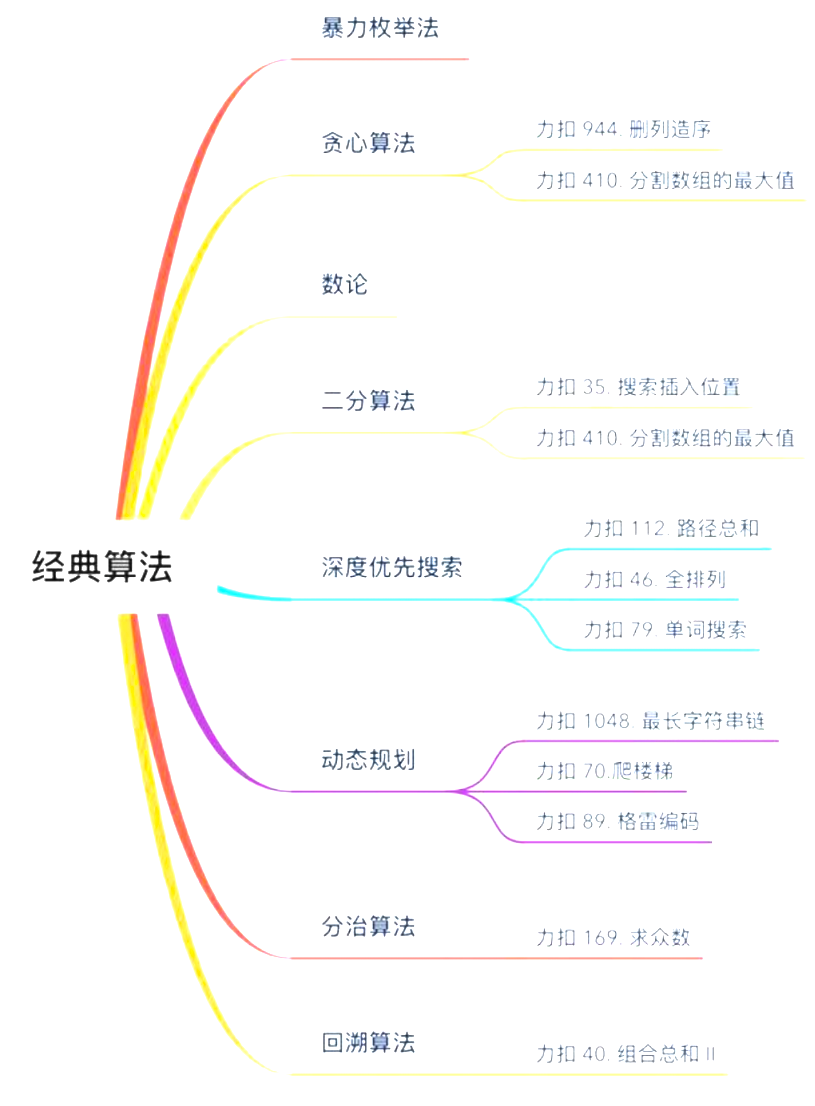 暴力枚举法
贪心算法
力扣 944. 删列造序
力扣 410. 分割数组的最大值
数论
二分算法
力扣 35. 搜索插入位置
力扣 410. 分割数组的最大值
经典算法
深度优先搜索
力扣 112. 路径总和
力扣 46. 全排列
力扣 79. 单词搜索
动态规划
力扣 1048. 最长字符串链
力扣 70.爬楼梯
力扣 89. 格雷编码
分治算法
力扣 169. 求众数
回溯算法
力扣 40. 组合总和 II